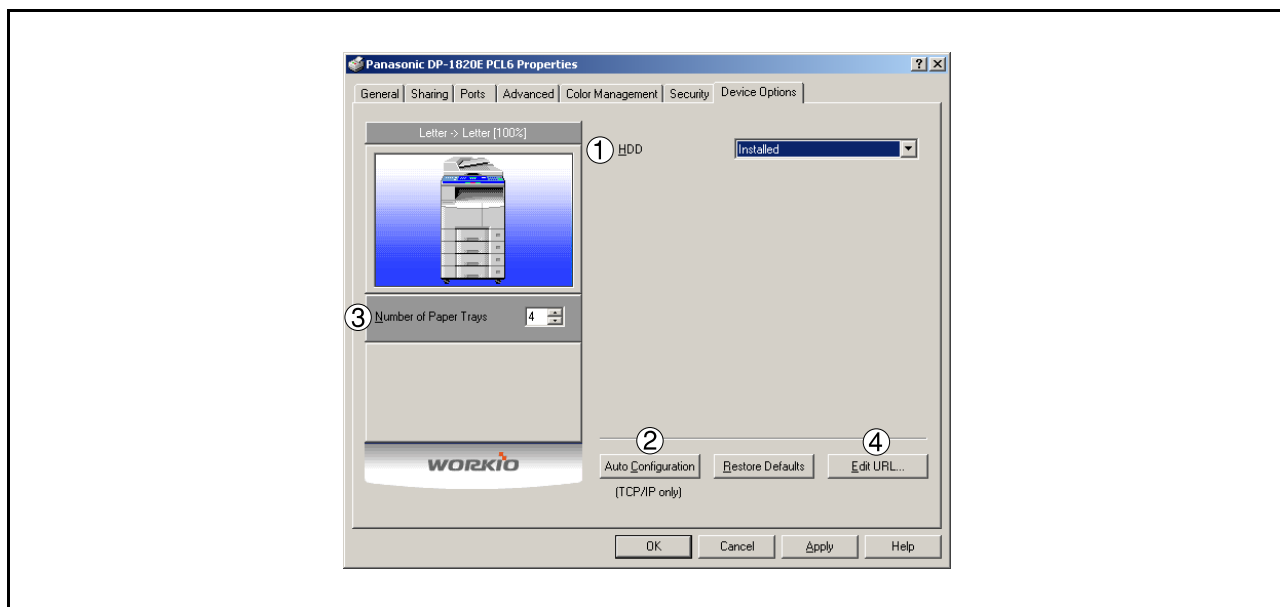 Panasonic DP-1820E PCL6 Properties
General Sharing Ports Advanced Color Management Security Device Options
Letter -> Letter [100%]
1 HDD Installed
3 Number of Paper Trays 4
WORKIO
2 4
Auto Configuration Restore Defaults Edit URL...
(TCP/IP only)
OK Cancel Apply Help